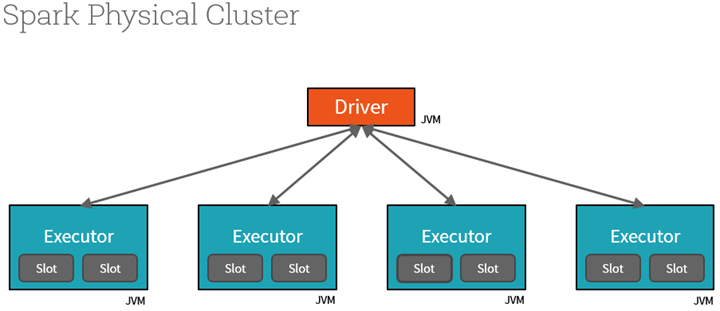 Spark Physical Cluster
Driver
JVM
Executor Executor Executor Executor
Slot Slot Slot Slot Slot Slot Slot Slot
JVM JVM JVM JVM